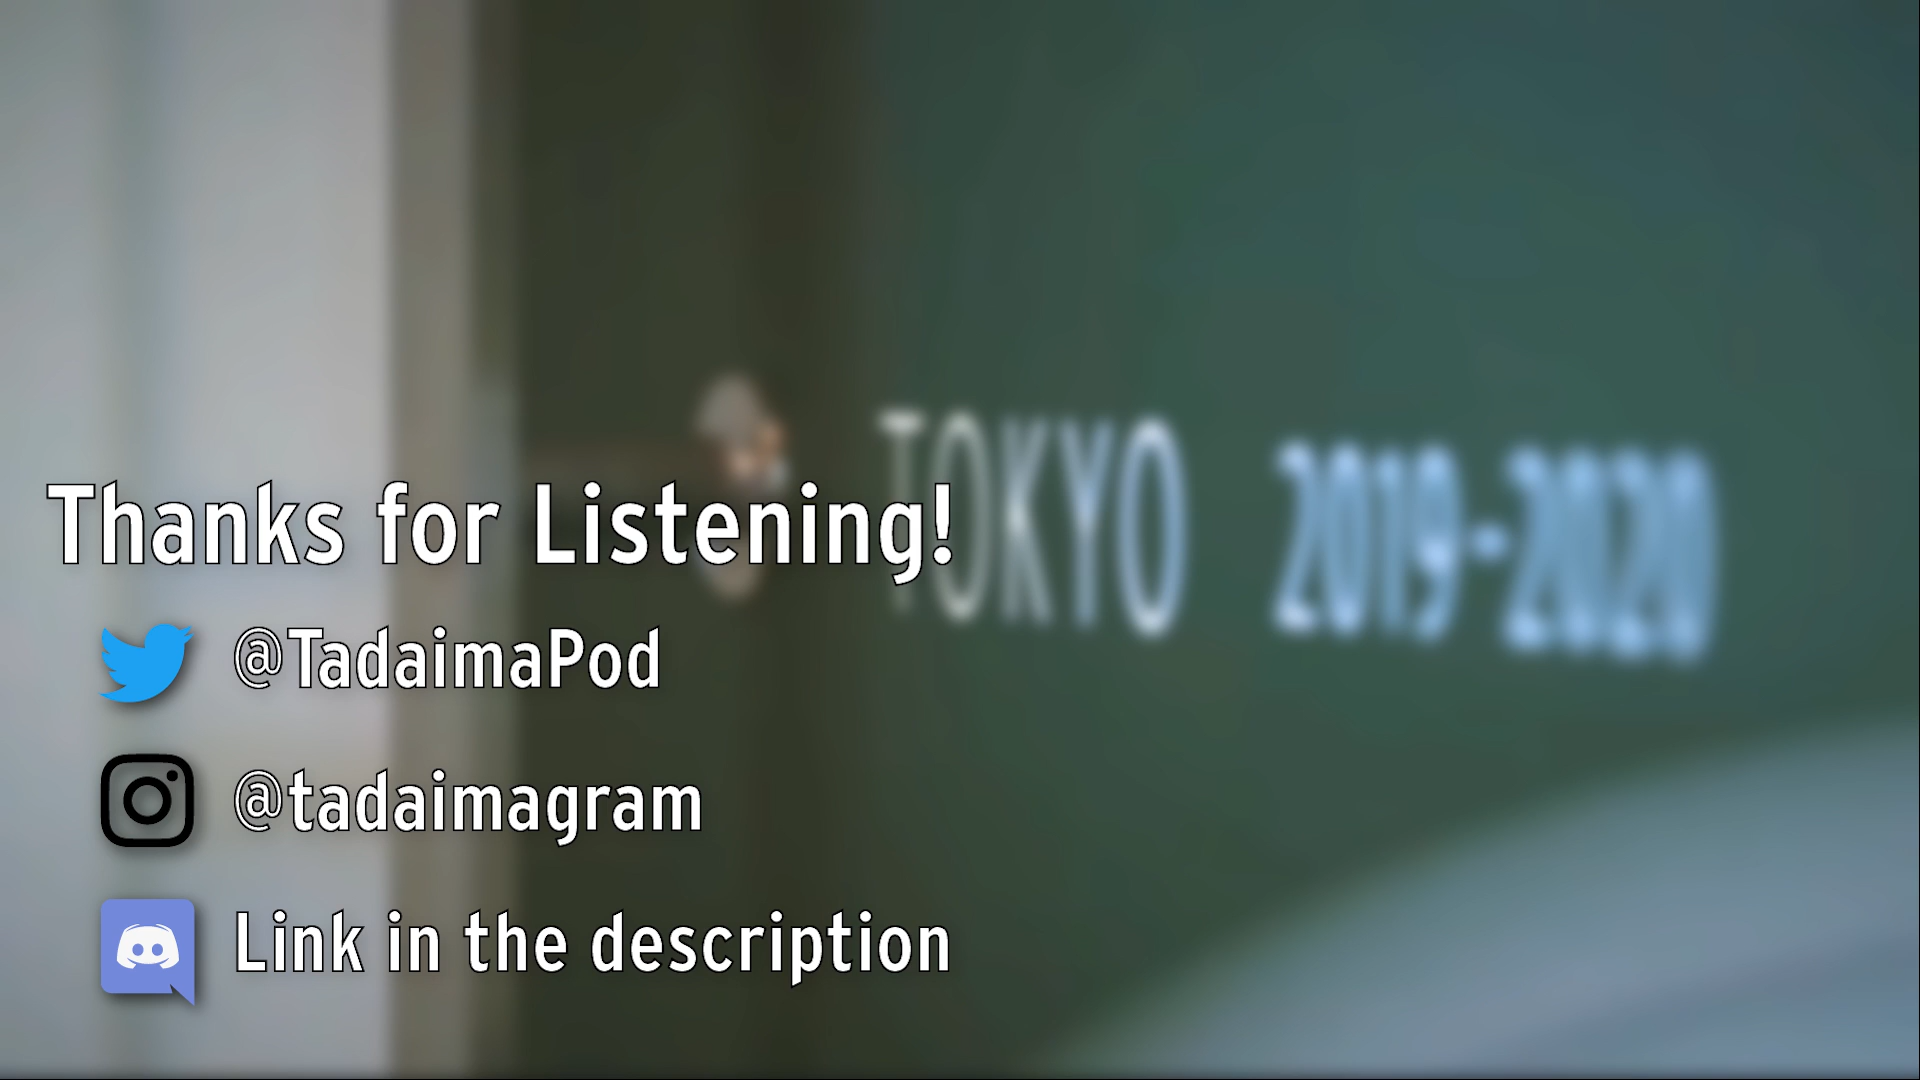 TOKYO 2019-2020
Thanks for Listening!
@TadaimaPod
@tadaimagram
Link in the description